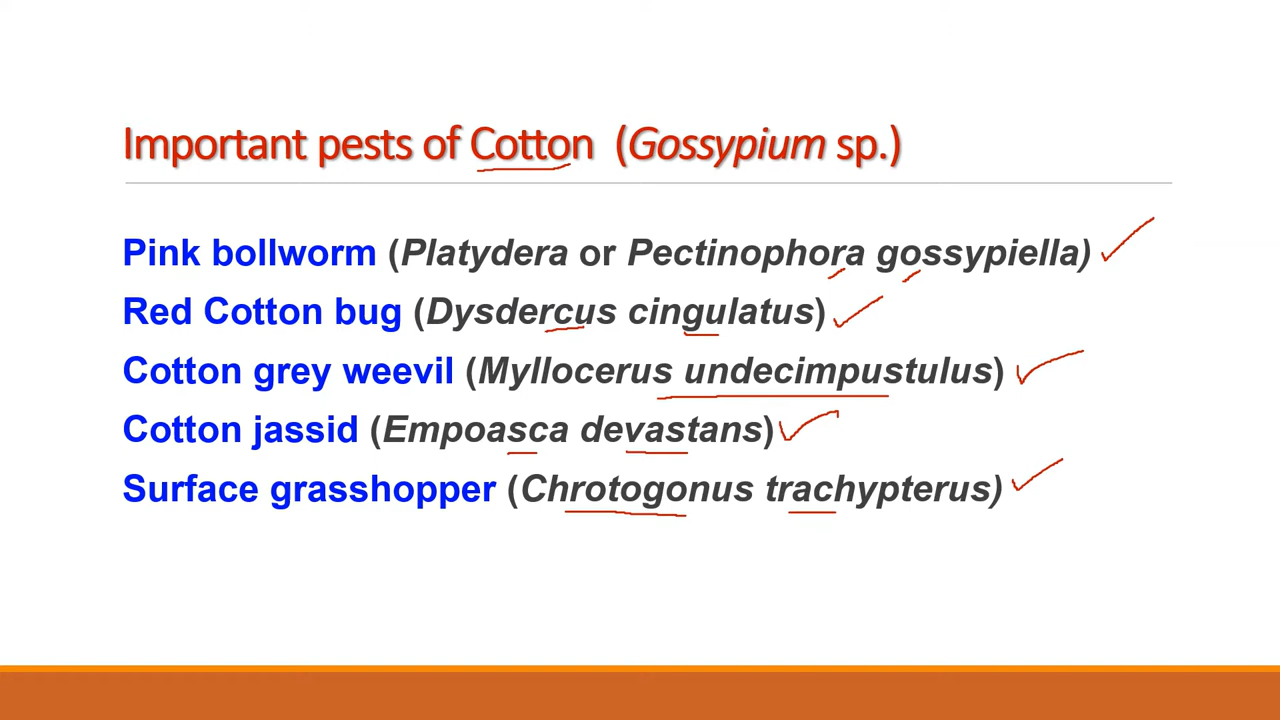 Important pests of Cotton (Gossypium sp.)
Pink bollworm (Platydera or Pectinophora gossypiella)
Red Cotton bug (Dysdercus cingulatus)
Cotton grey weevil (Myllocerus undecimpustulus)
Cotton jassid (Empoasca devastans)
Surface grasshopper (Chrotogonus trachypterus)